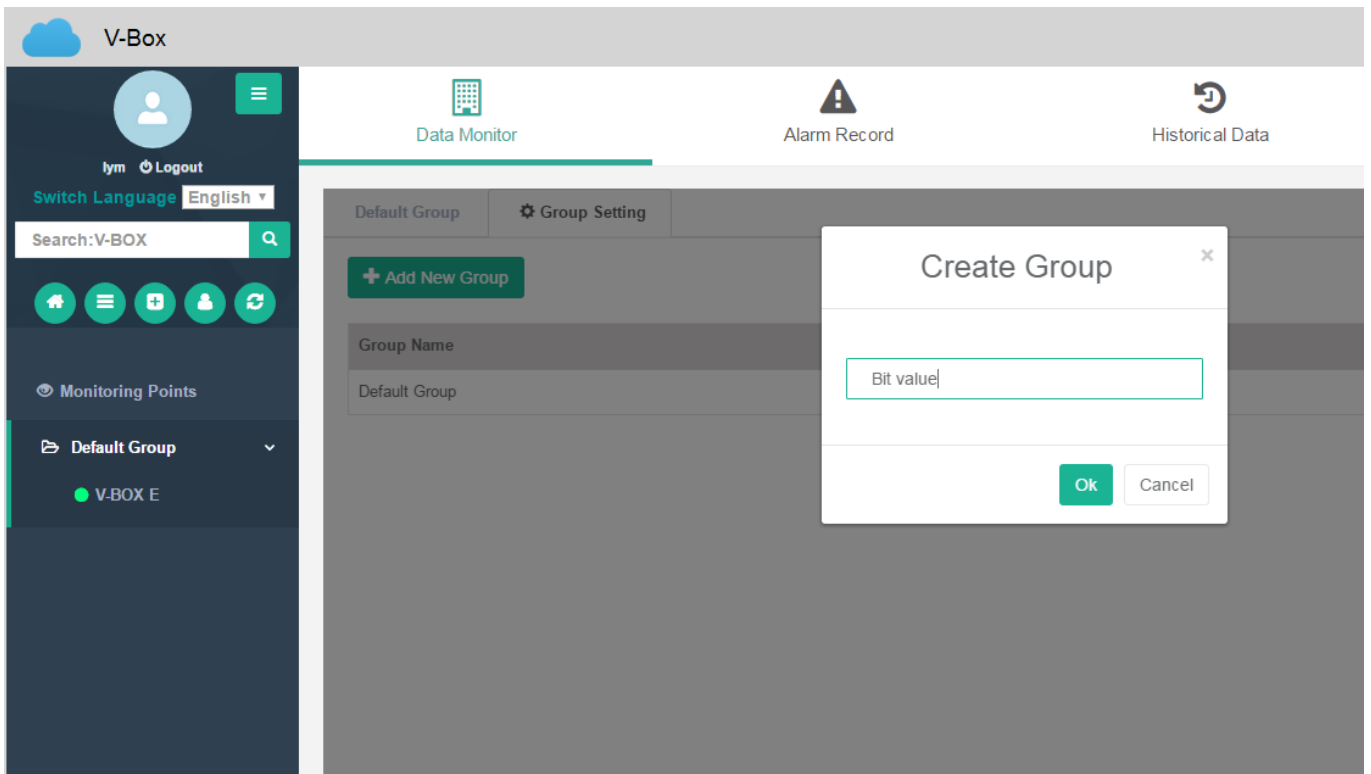 V-Box
lym Logout
Switch Language English
Search:V-BOX
Monitoring Points
Default Group
V-BOX E
Data Monitor
Alarm Record
Historical Data
Default Group
Group Setting
Add New Group
Group Name
Default Group
Create Group
×
Bit value
Ok
Cancel